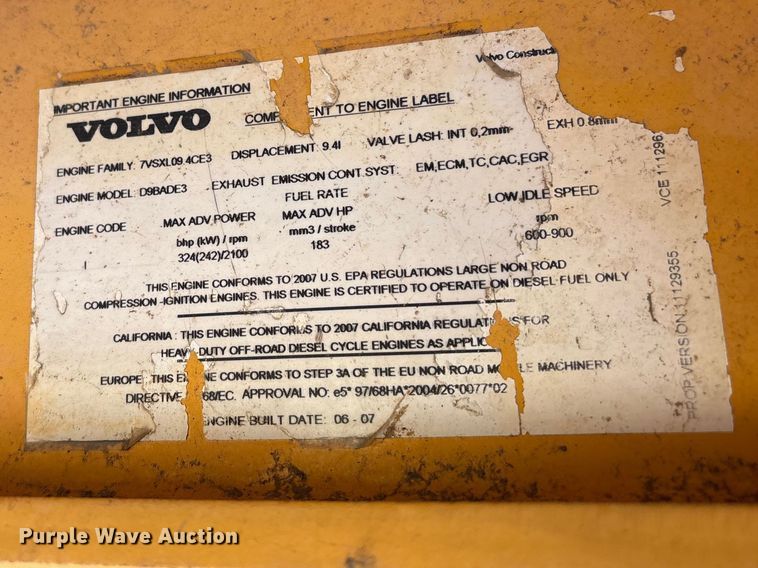 IMPORTANT ENGINE INFORMATION
Volvo Construct
VOLVO
COMP ENT TO ENGINE LABEL
ENGINE FAMILY: 7VSXL09.4CE3 DISPLACEMENT: 9.4l VALVE LASH: INT 0,2mm EXH 0.8mm
ENGINE MODEL: D9BADE3 EXHAUST EMISSION CONT.SYST: EM,ECM,TC,CAC,EGR
ENGINE CODE MAX ADV POWER FUEL RATE LOW IDLE SPEED
MAX ADV HP
bhp (kW) / rpm mm3 / stroke rpm
I 324(242)/2100 183 600-900
THIS ENGINE CONFORMS TO 2007 U.S. EPA REGULATIONS LARGE NON ROAD
COMPRESSION -IGNITION ENGINES. THIS ENGINE IS CERTIFIED TO OPERATE ON DIESEL FUEL ONLY
CALIFORNIA : THIS ENGINE CONFORMS TO 2007 CALIFORNIA REGULATI NS FOR
HEAVY-DUTY OFF-ROAD DIESEL CYCLE ENGINES AS APPLIC
EUROPE: THIS EN INE CONFORMS TO STEP 3A OF THE EU NON ROAD MO LE MACHINERY
DIRECTIVE 68/EC. APPROVAL NO: e5* 97/68HA*2004/26*0077*02
NGINE BUILT DATE: 06 - 07
PROP.VERSION 11129355
VCE 111296
Purple Wave Auction